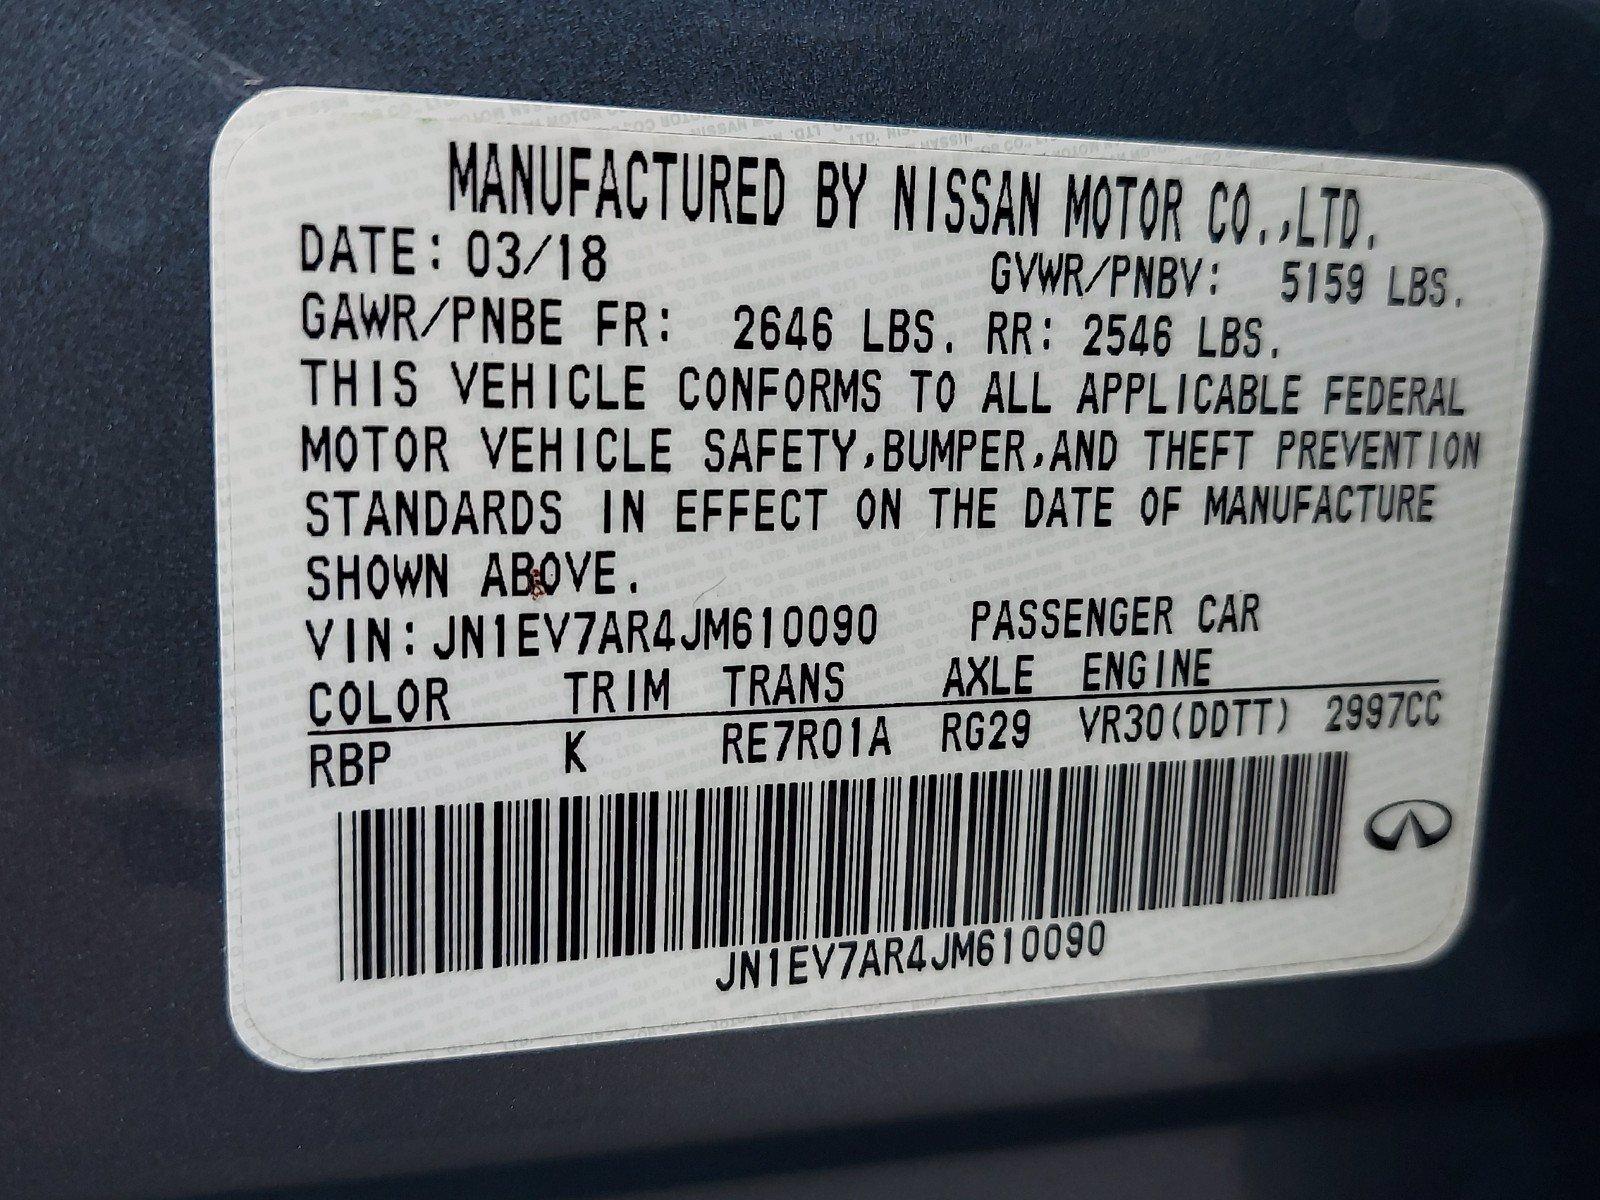 MANUFACTURED BY NISSAN MOTOR CO.,LTD.
DATE: 03/18 GVWR/PNBV: 5159 LBS.
GAWR/PNBE FR: 2646 LBS. RR: 2546 LBS.
THIS VEHICLE CONFORMS TO ALL APPLICABLE FEDERAL
MOTOR VEHICLE SAFETY,BUMPER,AND THEFT PREVENTION
STANDARDS IN EFFECT ON THE DATE OF MANUFACTURE
SHOWN ABOVE.
VIN:JN1EV7AR4JM610090 PASSENGER CAR
COLOR TRIM TRANS AXLE ENGINE
RBP K RE7R01A RG29 VR30(DDTT) 2997CC
JN1EV7AR4JM610090